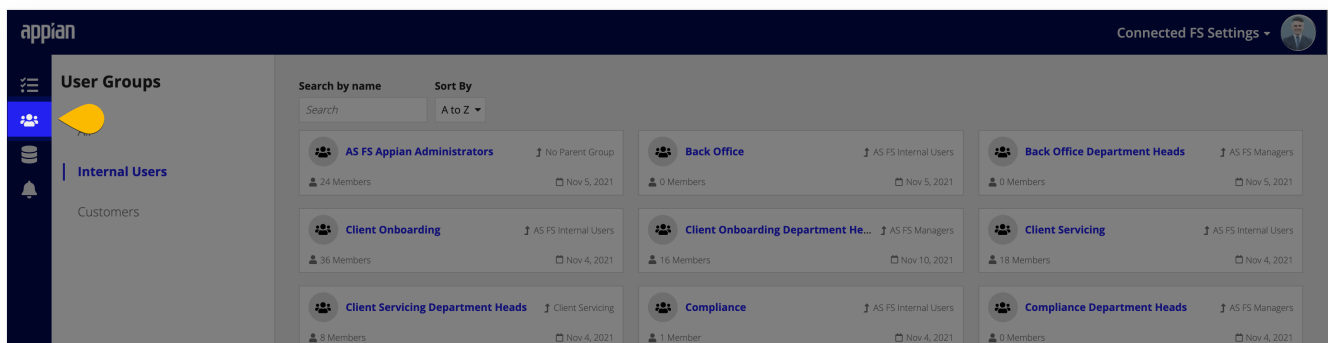 appian
Connected FS Settings
User Groups
All
Internal Users
Customers
Search by name
Sort By
Search
A to Z
AS FS Appian Administrators
No Parent Group
24 Members
Nov 5, 2021
Back Office
AS FS Internal Users
0 Members
Nov 5, 2021
Back Office Department Heads
AS FS Managers
0 Members
Nov 5, 2021
Client Onboarding
AS FS Internal Users
36 Members
Nov 4, 2021
Client Onboarding Department He...
AS FS Managers
16 Members
Nov 10, 2021
Client Servicing
AS FS Internal Users
18 Members
Nov 4, 2021
Client Servicing Department Heads
Client Servicing
8 Members
Nov 4, 2021
Compliance
AS FS Internal Users
1 Member
Nov 4, 2021
Compliance Department Heads
AS FS Managers
0 Members
Nov 4, 2021